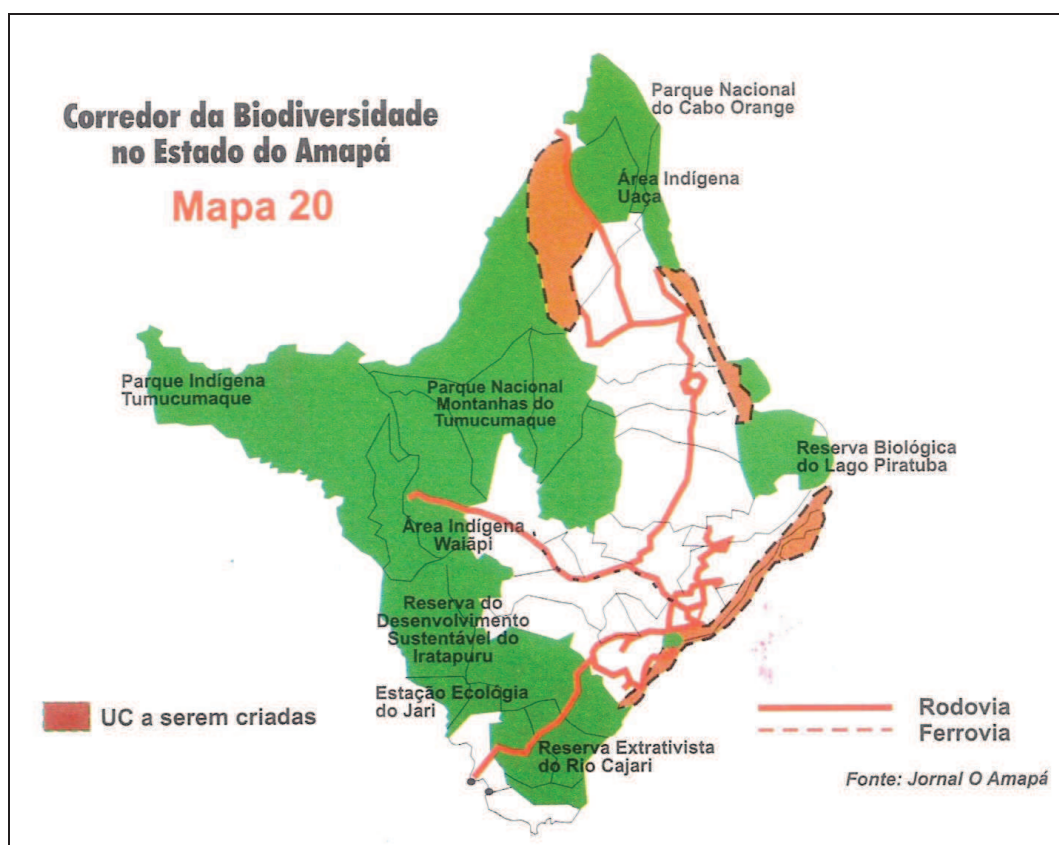 Corredor da Biodiversidade
no Estado do Amapá
Mapa 20
Parque Nacional
do Cabo Orange
Área Indígena
Uaçá
Parque Indígena
Tumucumaque
Parque Nacional
Montanhas do
Tumucumaque
Reserva Biológica
do Lago Piratuba
Área Indígena
Waiãpi
Reserva do
Desenvolvimento
Sustentável do
Iratapuru
Estação Ecológia
do Jari
Reserva Extrativista
do Rio Cajari
UC a serem criadas
Rodovia
Ferrovia
Fonte: Jornal O Amapá